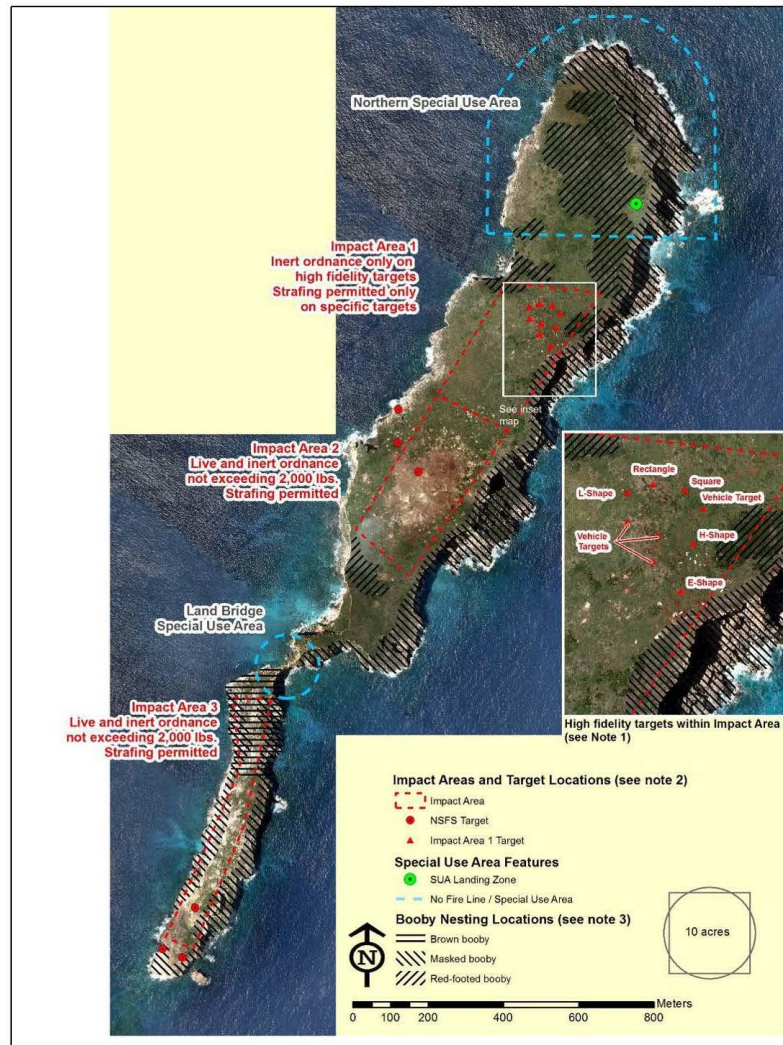 Northern Special Use Area
Impact Area 1
Inert ordnance only on
high fidelity targets
Strafing permitted only
on specific targets
See inset
map
Impact Area 2
Live and inert ordnance
not exceeding 2,000 lbs.
Strafing permitted
Rectangle
Square
L-Shape
Vehicle Target
Vehicle
Targets
H-Shape
E-Shape
Land Bridge
Special Use Area
Impact Area 3
Live and inert ordnance
not exceeding 2,000 lbs.
Strafing permitted
High fidelity targets within Impact Area
(see Note 1)
Impact Areas and Target Locations (see note 2)
Impact Area
NSFS Target
Impact Area 1 Target
Special Use Area Features
SUA Landing Zone
No Fire Line / Special Use Area
Booby Nesting Locations (see note 3)
Brown booby
Masked booby
Red-footed booby
10 acres
N
Meters
0 100 200 400 600 800